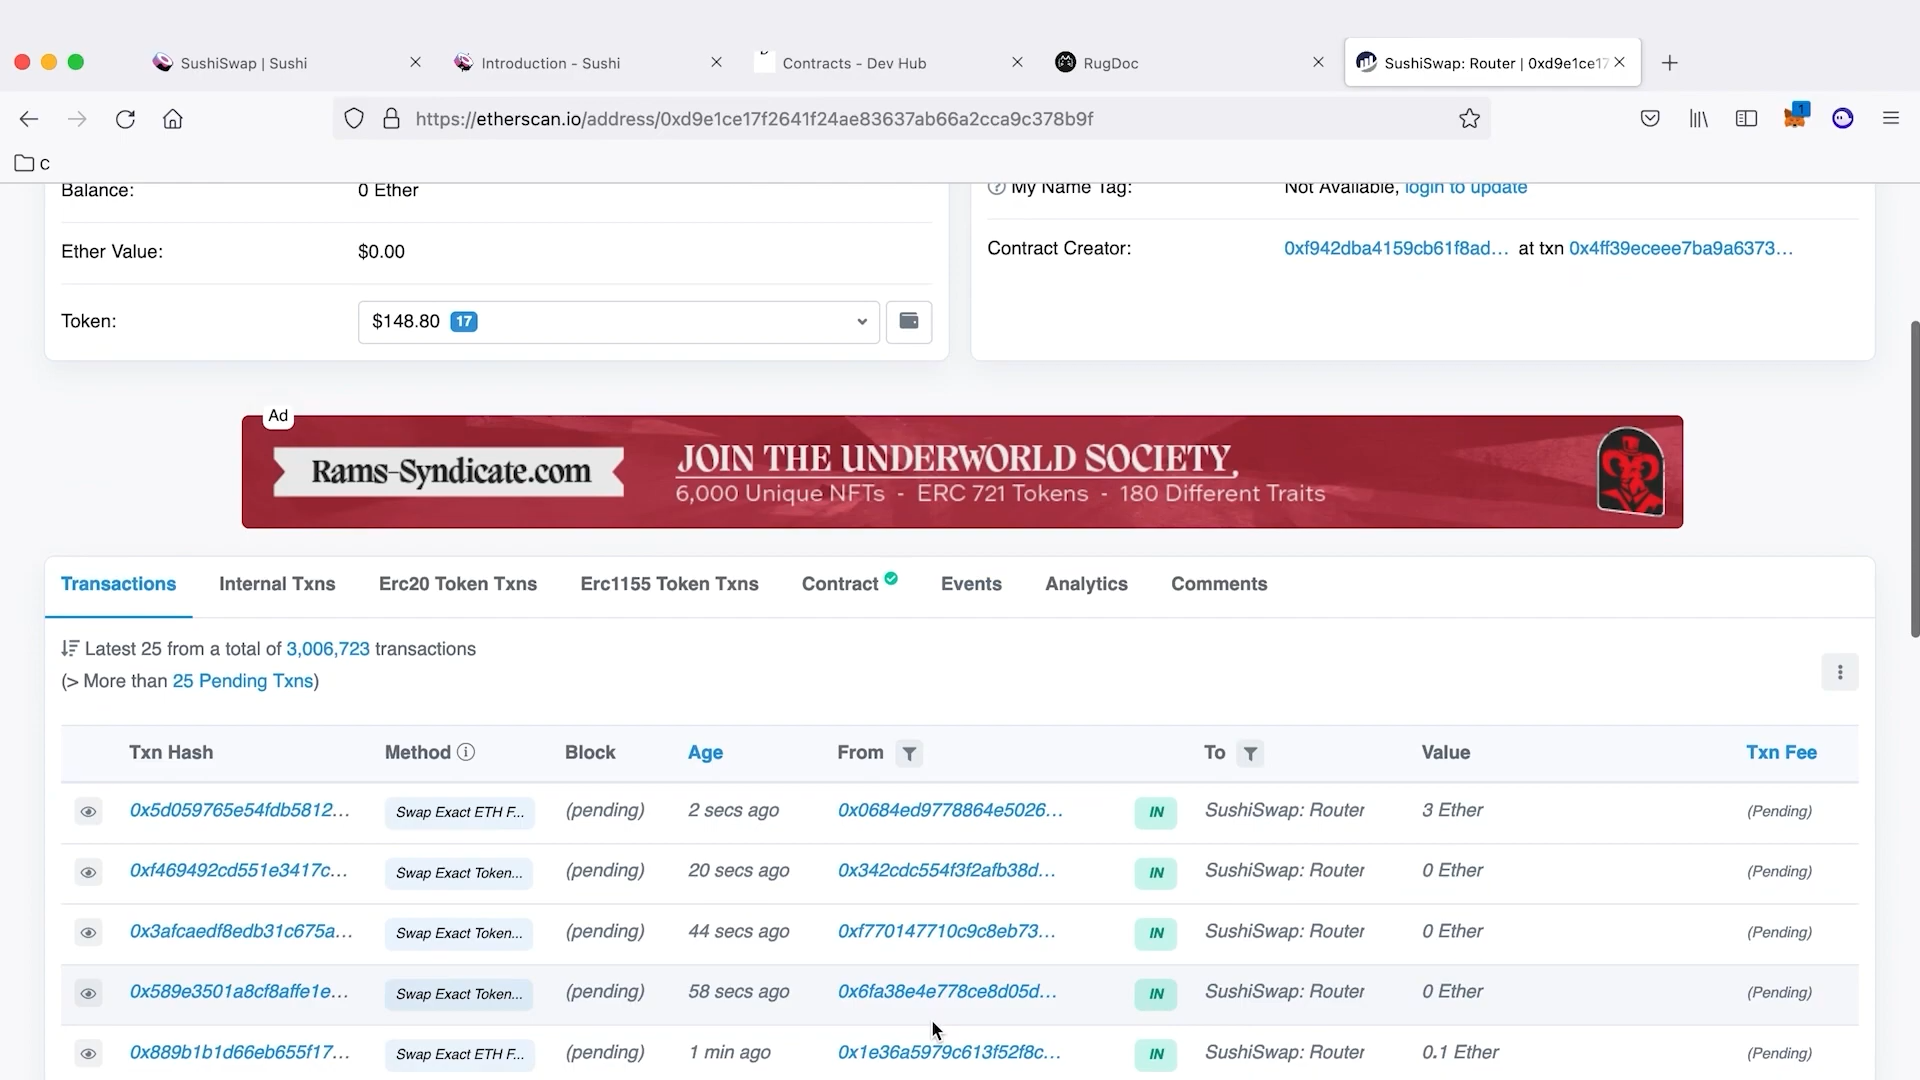 SushiSwap | Sushi
Introduction - Sushi
Contracts - Dev Hub
RugDoc
SushiSwap: Router | 0xd9e1ce17
https://etherscan.io/address/0xd9e1ce17f2641f24ae83637ab66a2cca9c378b9f
1
C
Balance: 0 Ether
My Name Tag: Not Available, login to update
Ether Value: $0.00
Contract Creator: 0xf942dba4159cb61f8ad... at txn 0x4ff39eceee7ba9a6373...
Token: $148.80 17
Ad
Rams-Syndicate.com
JOIN THE UNDERWORLD SOCIETY,
6,000 Unique NFTs - ERC 721 Tokens - 180 Different Traits
Transactions Internal Txns Erc20 Token Txns Erc1155 Token Txns Contract Events Analytics Comments
Latest 25 from a total of 3,006,723 transactions
(> More than 25 Pending Txns)
Txn Hash Method Block Age From To Value Txn Fee
0x5d059765e54fdb5812... Swap Exact ETH F... (pending) 2 secs ago 0x0684ed9778864e5026... IN SushiSwap: Router 3 Ether (Pending)
0xf469492cd551e3417c... Swap Exact Token... (pending) 20 secs ago 0x342cdc554f3f2afb38d... IN SushiSwap: Router 0 Ether (Pending)
0x3afcaedf8edb31c675a... Swap Exact Token... (pending) 44 secs ago 0xf770147710c9c8eb73... IN SushiSwap: Router 0 Ether (Pending)
0x589e3501a8cf8affe1e... Swap Exact Token... (pending) 58 secs ago 0x6fa38e4e778ce8d05d... IN SushiSwap: Router 0 Ether (Pending)
0x889b1b1d66eb655f17... Swap Exact ETH F... (pending) 1 min ago 0x1e36a5979c613f52f8c... IN SushiSwap: Router 0.1 Ether (Pending)